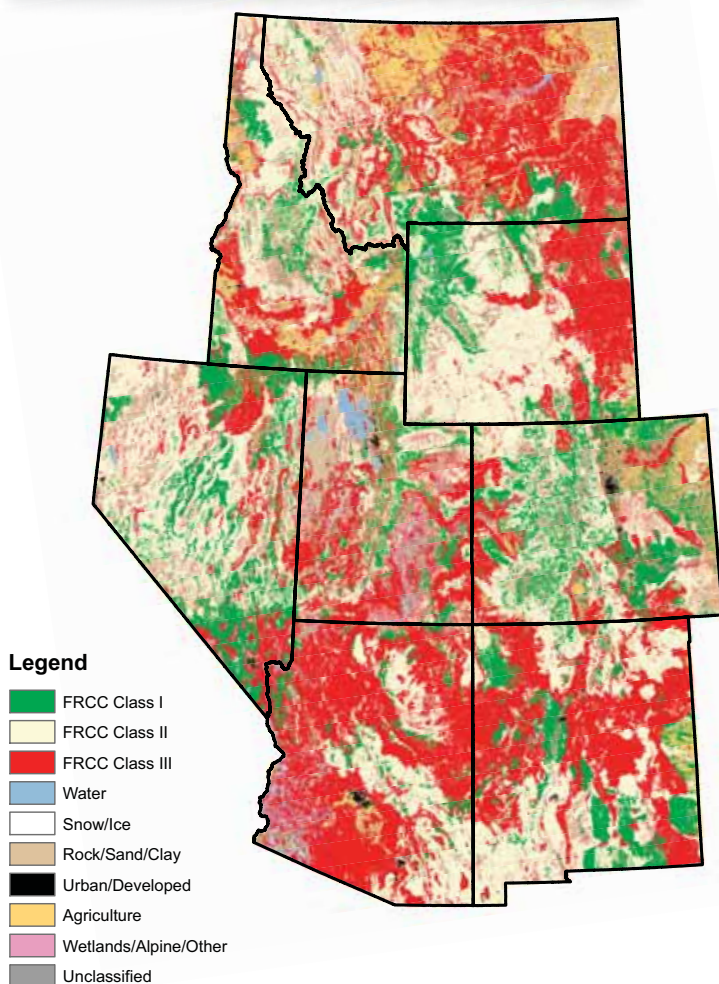 Legend
FRCC Class I
FRCC Class II
FRCC Class III
Water
Snow/Ice
Rock/Sand/Clay
Urban/Developed
Agriculture
Wetlands/Alpine/Other
Unclassified